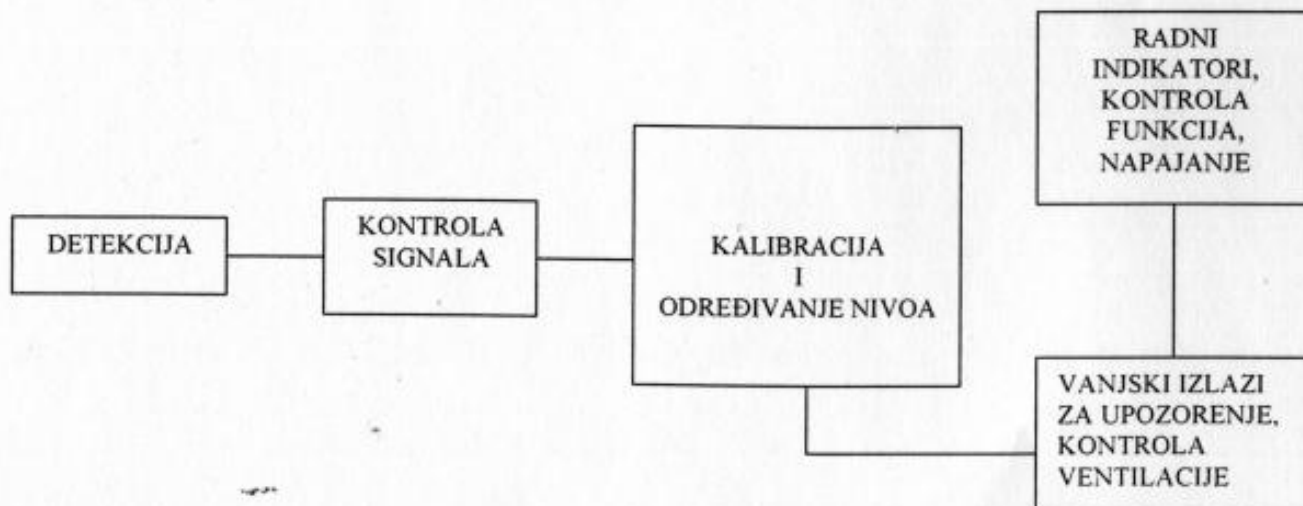 DETEKCIJA
KONTROLA
SIGNALA
KALIBRACIJA
I
ODREĐIVANJE NIVOA
RADNI
INDIKATORI,
KONTROLA
FUNKCIJA,
NAPAJANJE
VANJSKI IZLAZI
ZA UPOZORENJE,
KONTROLA
VENTILACIJE